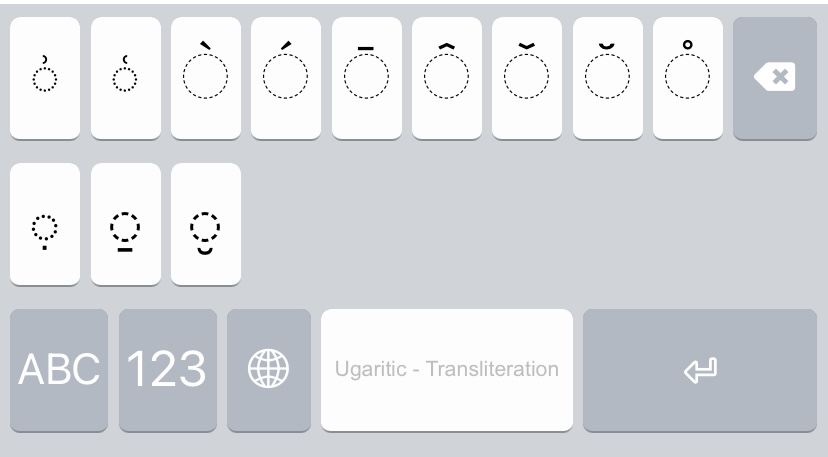 ◌͗ ◌͑ ◌̀ ◌́ ◌̄ ◌̂ ◌̌ ◌̆ ◌̊
◌̣ ◌̱ ◌̮
ABC 123 Ugaritic - Transliteration